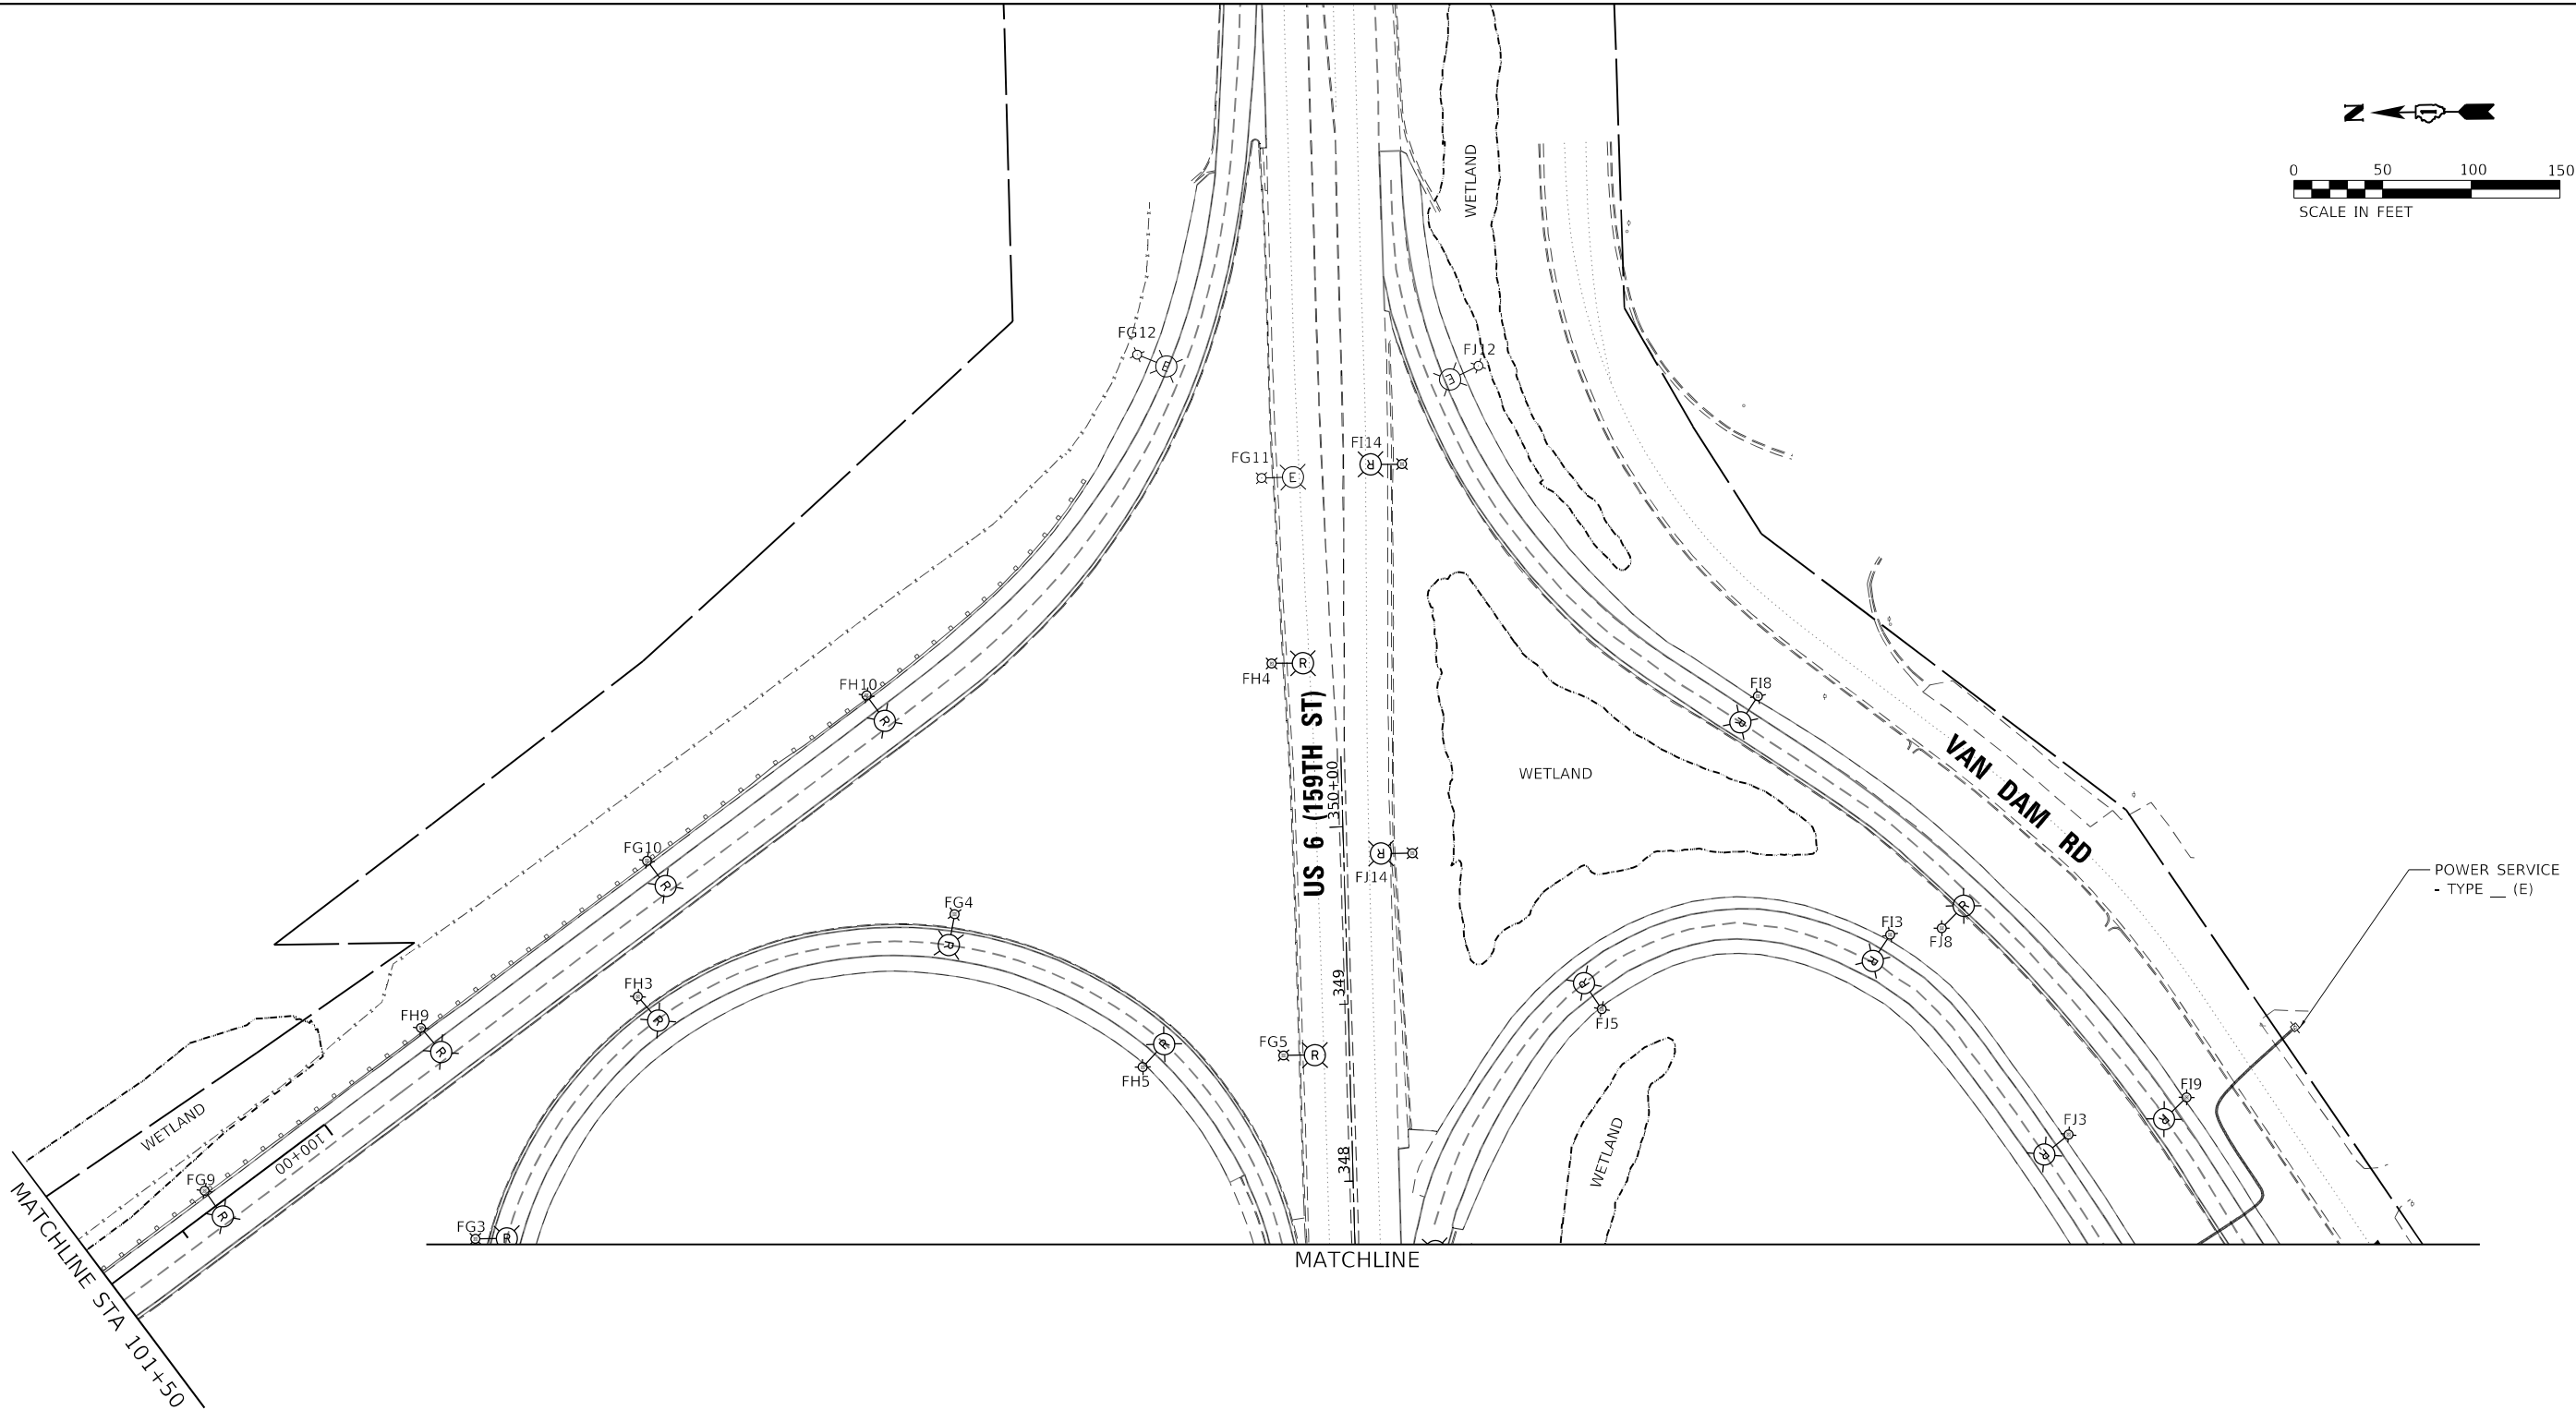 N
0 50 100 150
SCALE IN FEET
WETLAND
FG12
E
FJ12
E
FI14
R
FG11
E
FH4
R
FH10
R
FI8
R
US 6 (159TH ST)
350+00
WETLAND
VAN DAM RD
FG10
R
FJ14
R
POWER SERVICE
- TYPE __ (E)
FG4
R
FI3
R
FJ8
R
FH3
R
349
FJ5
R
FH9
R
FG5
R
FH5
R
FI9
R
FJ3
R
WETLAND
100+00
348
WETLAND
FG9
R
FG3
R
MATCHLINE
MATCHLINE STA 101+50